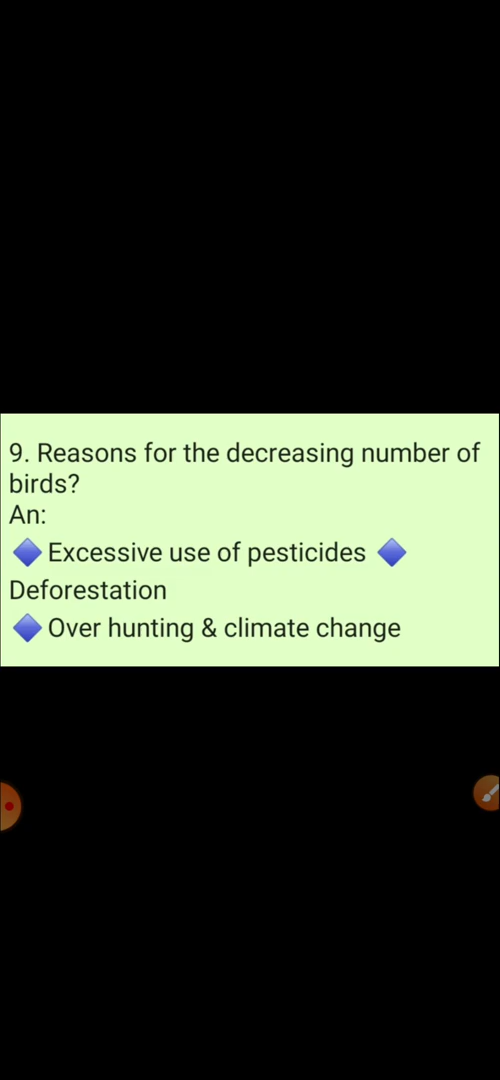 9. Reasons for the decreasing number of
birds?
An:
🔷 Excessive use of pesticides 🔷
Deforestation
🔷 Over hunting & climate change